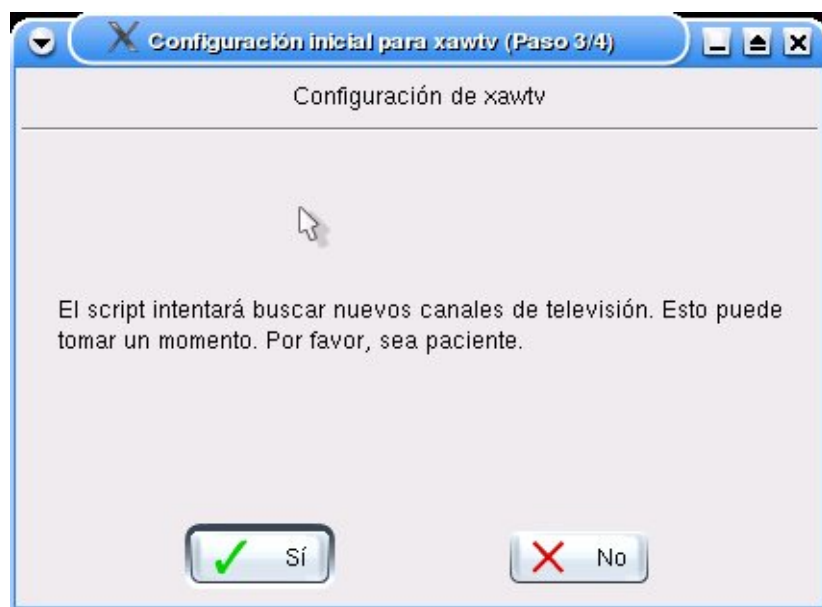 Configuración inicial para xawtv (Paso 3/4)
Configuración de xawtv
El script intentará buscar nuevos canales de televisión. Esto puede
tomar un momento. Por favor, sea paciente.
Sí
No